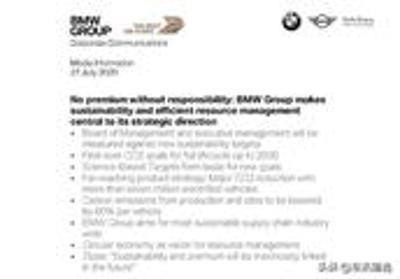 BMW
GROUP
Corporate Communications
Media Information
27 July 2020
No premium without responsibility: BMW Group makes
sustainability and efficient resource management
central to its strategic direction
• Board of Management and executive management will be
measured against new sustainability targets
• First-ever CO2 goals for full lifecycle up to 2030
• Science-Based Targets form basis for new goals
• Far-reaching product strategy: Major CO2 reduction with
more than seven million electrified vehicles
• Carbon emissions from production and sites to be lowered
by 80% per vehicle
• BMW Group aims for most sustainable supply chain industry
wide
• Circular economy as vision for resource management
• Zipse: "Sustainability and premium will be inextricably linked
in the future"